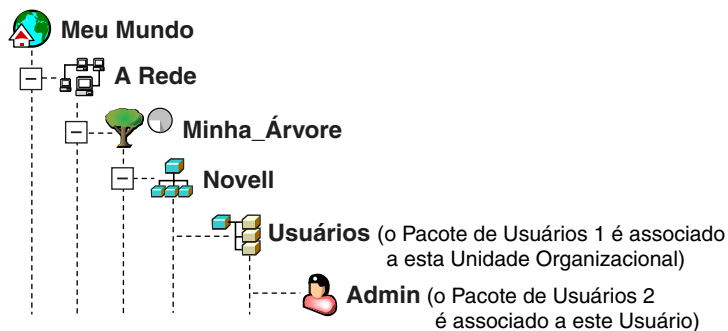 Meu Mundo
A Rede
Minha_Árvore
Novell
Usuários (o Pacote de Usuários 1 é associado
a esta Unidade Organizacional)
Admin (o Pacote de Usuários 2
é associado a este Usuário)